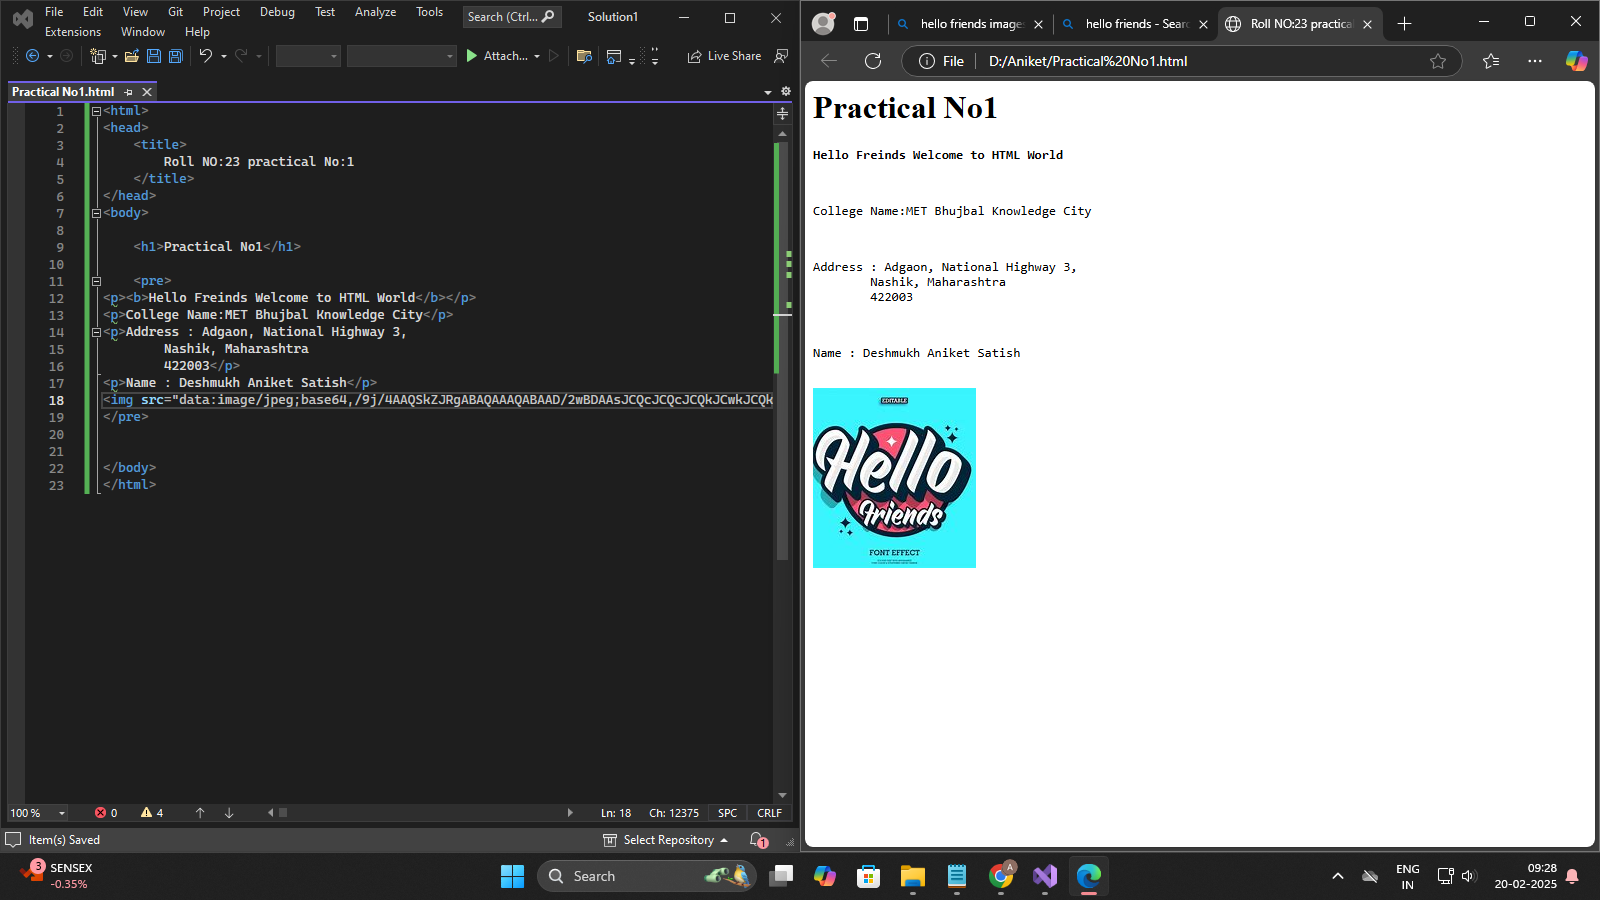 File Edit View Git Project Debug Test Analyze Tools Search (Ctrl... Solution1
Extensions Window Help
Attach... Live Share
Practical No1.html
1 <html>
2 <head>
3 <title>
4 Roll NO:23 practical No:1
5 </title>
6 </head>
7 <body>
8
9 <h1>Practical No1</h1>
10
11 <pre>
12 <p><b>Hello Freinds Welcome to HTML World</b></p>
13 <p>College Name:MET Bhujbal Knowledge City</p>
14 <p>Address : Adgaon, National Highway 3,
15 Nashik, Maharashtra
16 422003</p>
17 <p>Name : Deshmukh Aniket Satish</p>
18 <img src="data:image/jpeg;base64,/9j/4AAQSkZJRgABAQAAAQABAAD/2wBDAAsJCQcJCQcJCQkJCwkJCQk
19 </pre>
20
21
22 </body>
23 </html>
100 % 0 4 Ln: 18 Ch: 12375 SPC CRLF
Item(s) Saved Select Repository 1
hello friends image hello friends - Sear Roll NO:23 practica
File D:/Aniket/Practical%20No1.html
Practical No1
Hello Freinds Welcome to HTML World
College Name:MET Bhujbal Knowledge City
Address : Adgaon, National Highway 3,
Nashik, Maharashtra
422003
Name : Deshmukh Aniket Satish
EDITABLE
Hello
friends
FONT EFFECT
3 SENSEX
-0.35%
Search
A
ENG
IN
09:28
20-02-2025